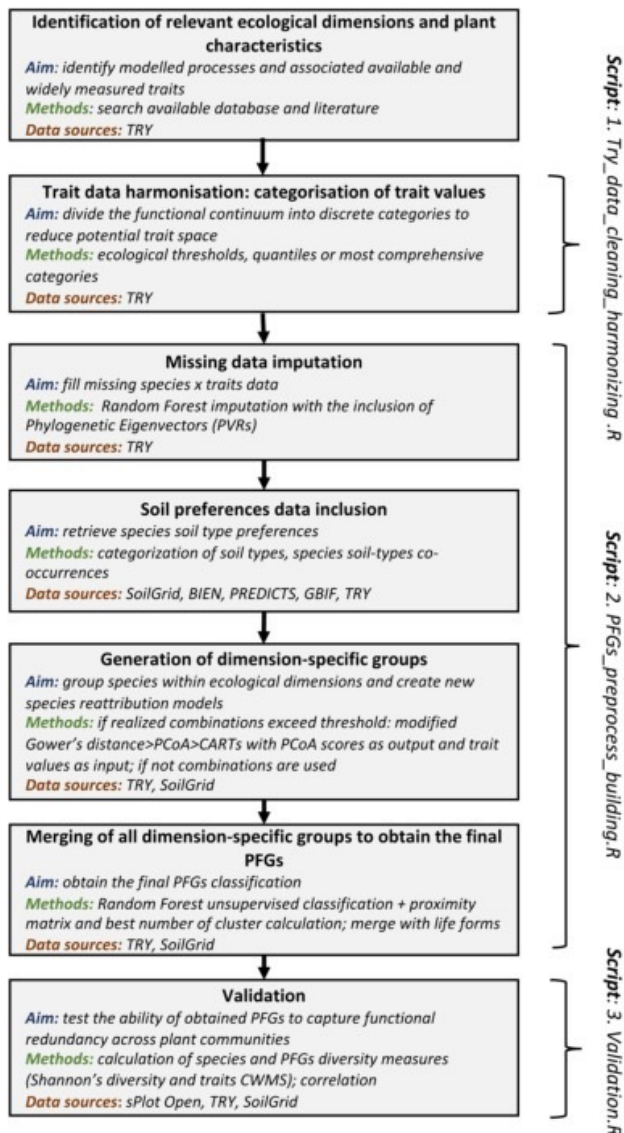 Identification of relevant ecological dimensions and plant
characteristics
Aim: identify modelled processes and associated available and
widely measured traits
Methods: search available database and literature
Data sources: TRY
Trait data harmonisation: categorisation of trait values
Aim: divide the functional continuum into discrete categories to
reduce potential trait space
Methods: ecological thresholds, quantiles or most comprehensive
categories
Data sources: TRY
Script: 1. Try_data_cleaning_harmonizing .R
Missing data imputation
Aim: fill missing species x traits data
Methods: Random Forest imputation with the inclusion of
Phylogenetic Eigenvectors (PVRs)
Data sources: TRY
Soil preferences data inclusion
Aim: retrieve species soil type preferences
Methods: categorization of soil types, species soil-types co-
occurrences
Data sources: SoilGrid, BIEN, PREDICTS, GBIF, TRY
Generation of dimension-specific groups
Aim: group species within ecological dimensions and create new
species reattribution models
Methods: if realized combinations exceed threshold: modified
Gower's distance>PCoA>CARTs with PCoA scores as output and trait
values as input; if not combinations are used
Data sources: TRY, SoilGrid
Merging of all dimension-specific groups to obtain the final
PFGs
Aim: obtain the final PFGs classification
Methods: Random Forest unsupervised classification + proximity
matrix and best number of cluster calculation; merge with life forms
Data sources: TRY, SoilGrid
Script: 2. PFGs_preprocess_building.R
Validation
Aim: test the ability of obtained PFGs to capture functional
redundancy across plant communities
Methods: calculation of species and PFGs diversity measures
(Shannon's diversity and traits CWMS); correlation
Data sources: sPlot Open, TRY, SoilGrid
Script: 3. Validation.R